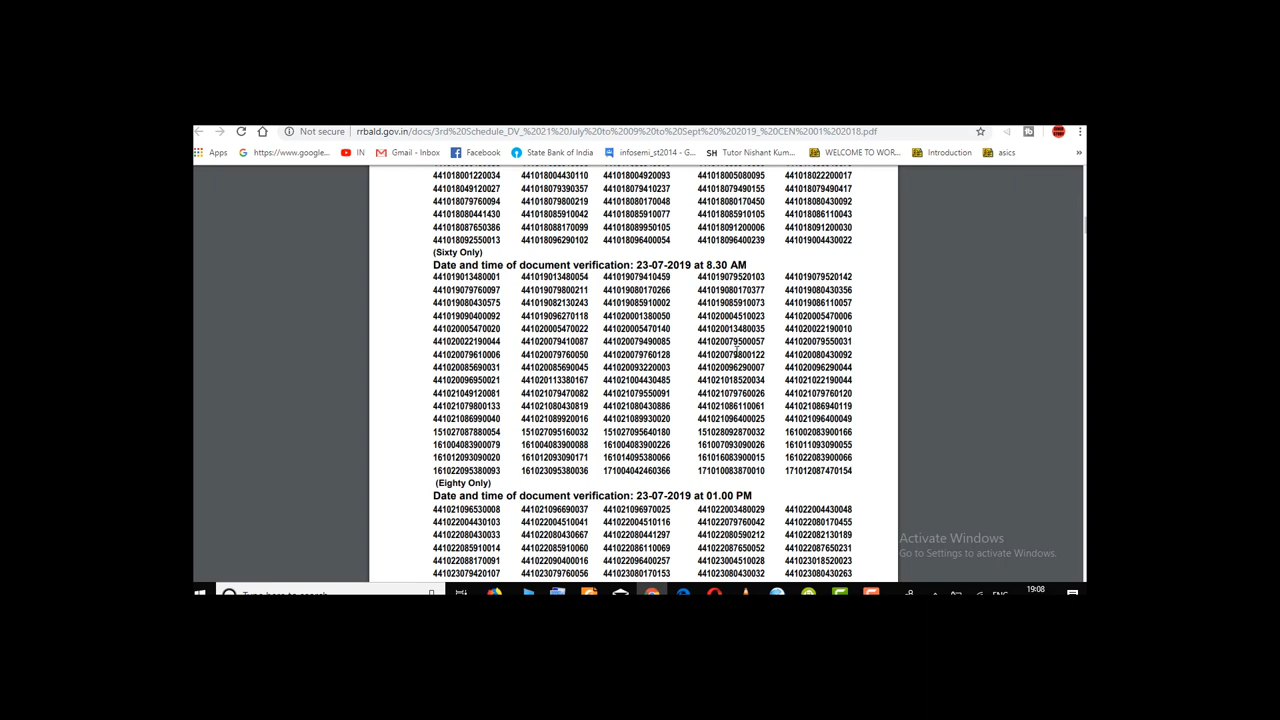 Not secure rrbald.gov.in/docs/3rd%20Schedule_DV_%2021%20July%20to%2009%20to%20Sept%20%202019_%20CEN%2001%202018.pdf
Apps https://www.google... IN Gmail - Inbox Facebook State Bank of India infosemi_st2014 - G... SH Tutor Nishant Kum... WELCOME TO WOR... Introduction asics »
441018001220034 441018004430110 441018004920093 441018005080095 441018022200017
441018049120027 441018079390357 441018079410237 441018079490155 441018079490417
441018079760094 441018079800219 441018080170048 441018080170450 441018080430092
441018080441430 441018085910042 441018085910077 441018085910105 441018086110043
441018087650386 441018088170099 441018089950105 441018091200006 441018091200030
441018092550013 441018096290102 441018096400054 441018096400239 441019004430022
(Sixty Only)
Date and time of document verification: 23-07-2019 at 8.30 AM
441019013480001 441019013480054 441019079410459 441019079520103 441019079520142
441019079760097 441019079800211 441019080170266 441019080170377 441019080430356
441019080430575 441019082130243 441019085910002 441019085910073 441019086110057
441019090400092 441019096270118 441020001380050 441020004510023 441020005470006
441020005470020 441020005470022 441020005470140 441020013480035 441020022190010
441020022190044 441020079410087 441020079490085 441020079500057 441020079550031
441020079610006 441020079760050 441020079760128 441020079800122 441020080430092
441020085690031 441020085690045 441020093220003 441020096290007 441020096290044
441020096950021 441020113380167 441021004430485 441021018520034 441021022190044
441021049120081 441021079470082 441021079550091 441021079760026 441021079760120
441021079800133 441021080430819 441021080430886 441021086110061 441021086940119
441021086990040 441021089920016 441021089930020 441021096400025 441021096400049
151027087880054 151027095160032 151027095640180 151028092870032 161002083900166
161004083900079 161004083900088 161004083900226 161007093090026 161011093090055
161012093090020 161012093090171 161014095380066 161016083900015 161022083900066
161022095380093 161023095380036 171004042460366 171010083870010 171012087470154
(Eighty Only)
Date and time of document verification: 23-07-2019 at 01.00 PM
441021096530008 441021096690037 441021096970025 441022003480029 441022004430048
441022004430103 441022004510041 441022004510116 441022079760042 441022080170455
441022080430033 441022080430667 441022080441297 441022080590212 441022082130189
441022085910014 441022085910060 441022086110069 441022087650052 441022087650231
441022088170091 441022090400016 441022096400257 441023004510028 441023018520023
441023079420107 441023079760056 441023080170153 441023080430032 441023080430263
Activate Windows
Go to Settings to activate Windows.
19:08